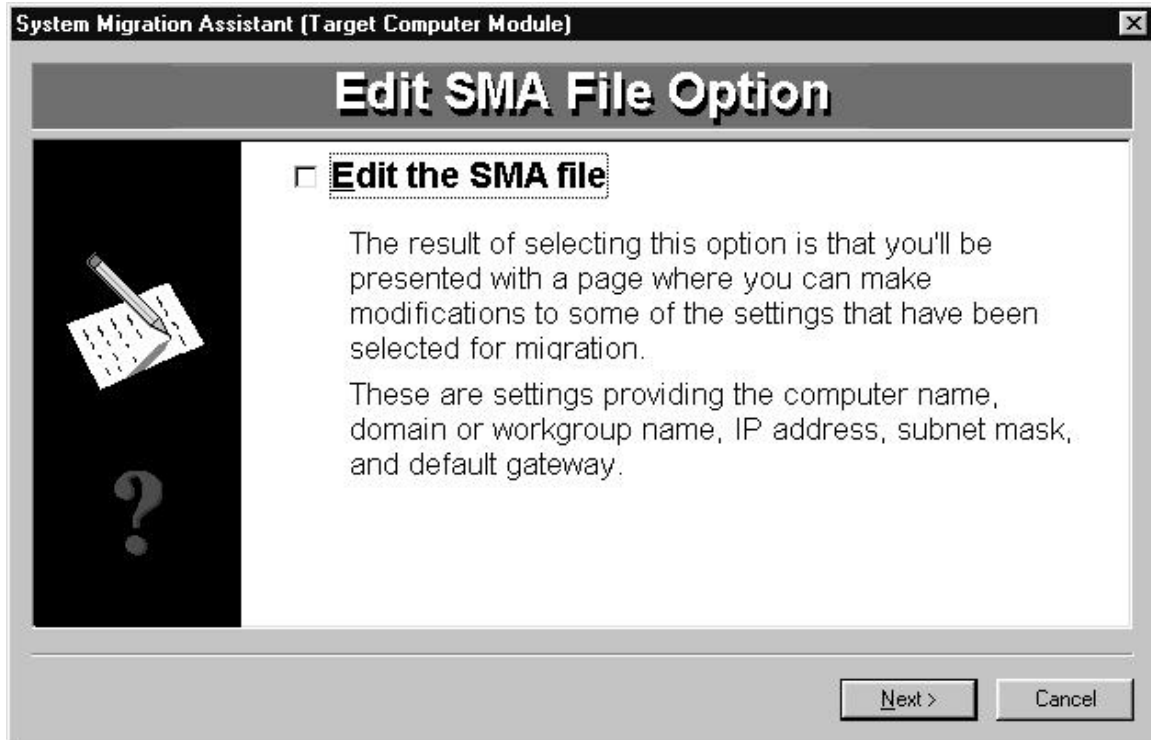 System Migration Assistant (Target Computer Module)
Edit SMA File Option
Edit the SMA file
The result of selecting this option is that you'll be
presented with a page where you can make
modifications to some of the settings that have been
selected for migration.
These are settings providing the computer name,
domain or workgroup name, IP address, subnet mask,
and default gateway.
?
Next >
Cancel